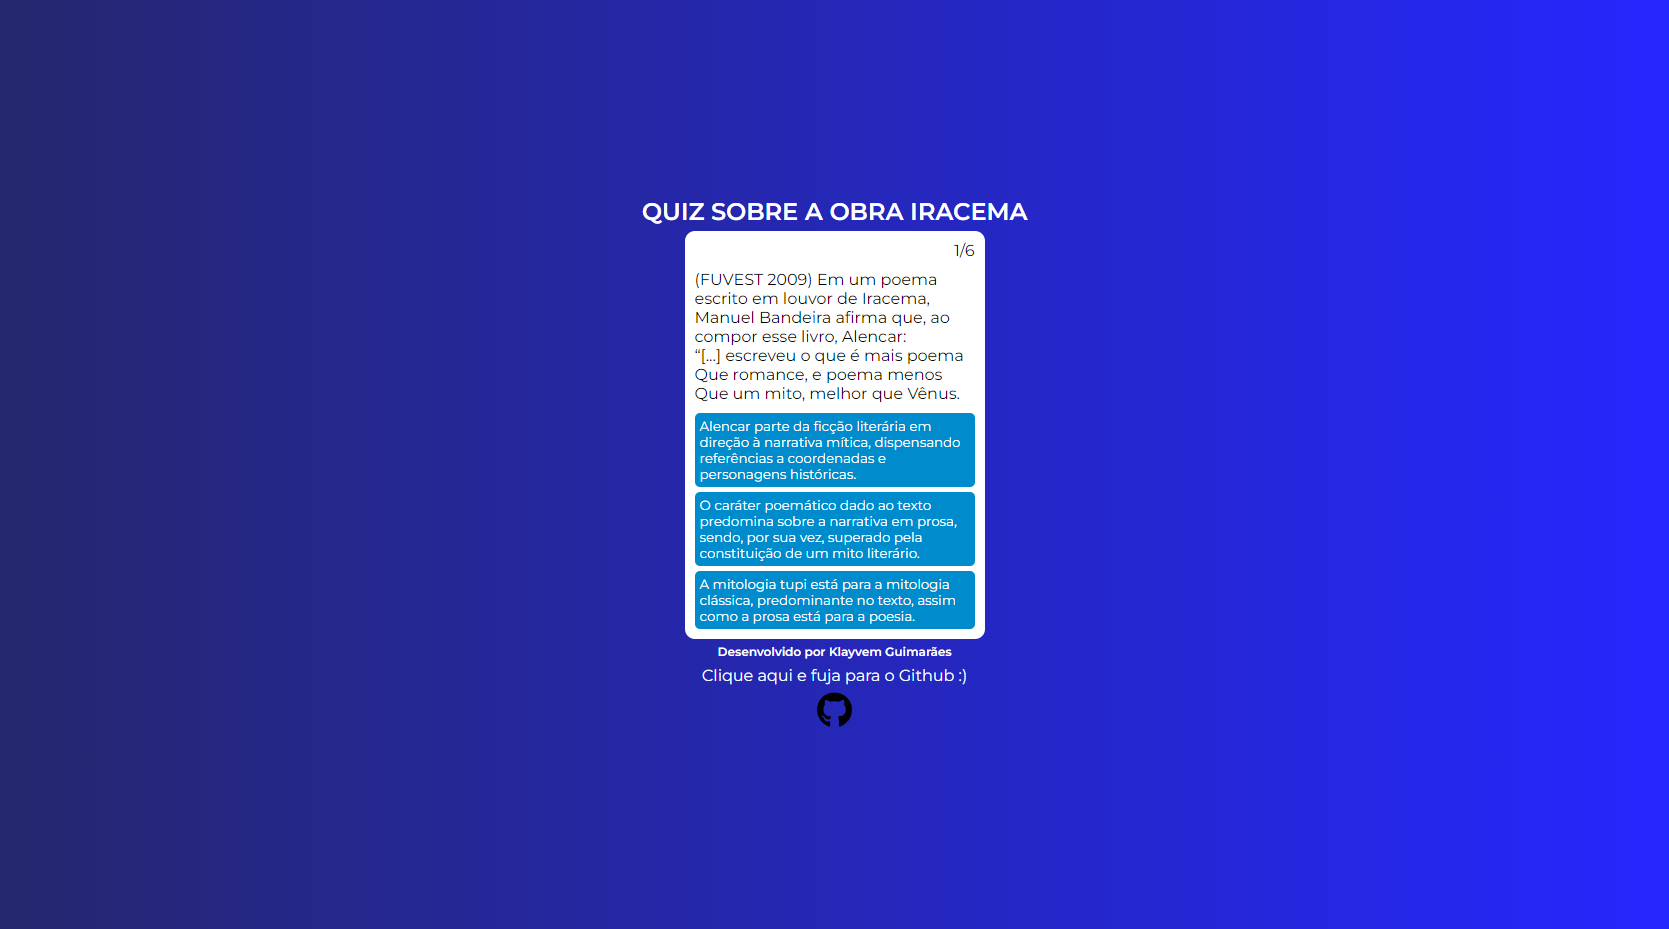 QUIZ SOBRE A OBRA IRACEMA
1/6
(FUVEST 2009) Em um poema
escrito em louvor de Iracema,
Manuel Bandeira afirma que, ao
compor esse livro, Alencar:
“[...] escreveu o que é mais poema
Que romance, e poema menos
Que um mito, melhor que Vênus.
Alencar parte da ficção literária em
direção à narrativa mítica, dispensando
referências a coordenadas e
personagens históricas.
O caráter poemático dado ao texto
predomina sobre a narrativa em prosa,
sendo, por sua vez, superado pela
constituição de um mito literário.
A mitologia tupi está para a mitologia
clássica, predominante no texto, assim
como a prosa está para a poesia.
Desenvolvido por Klayvem Guimarães
Clique aqui e fuja para o Github :)